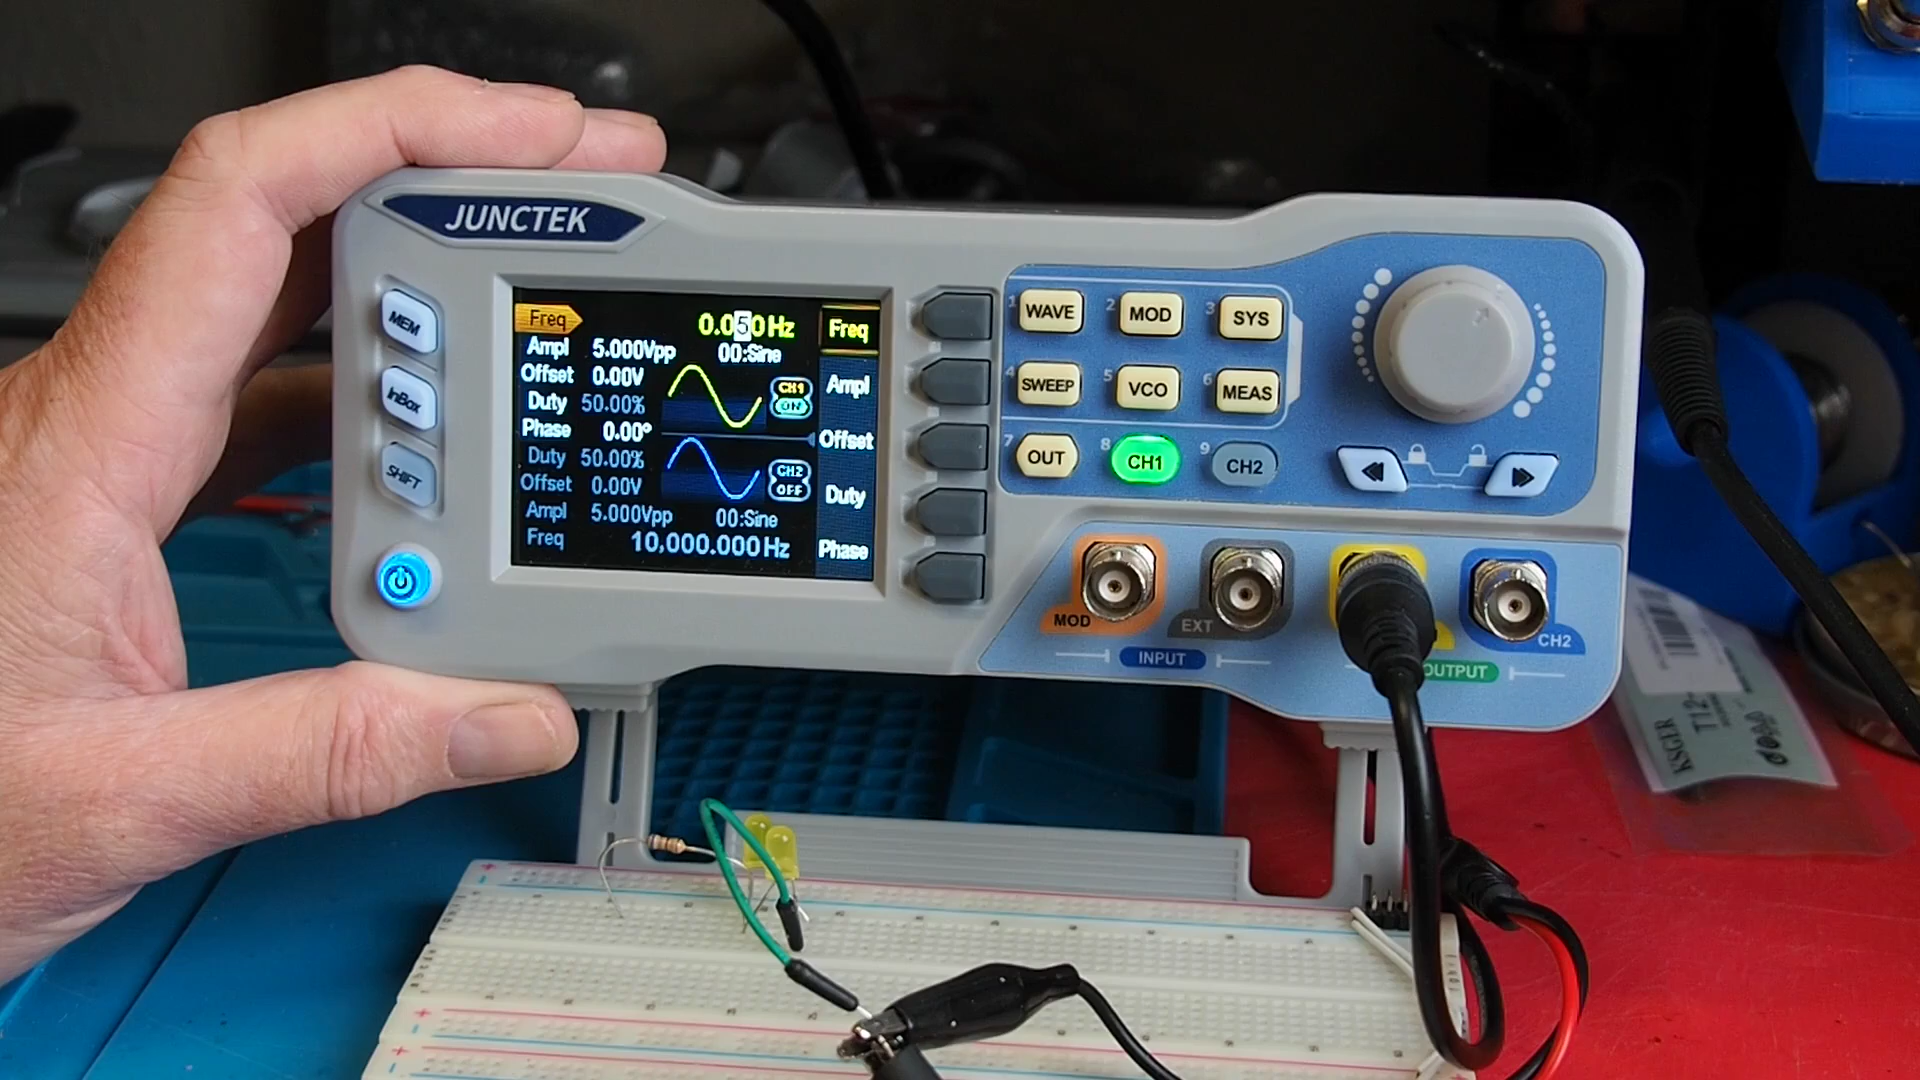 JUNCTEK
MEM
InBox
SHIFT
Freq 0.050Hz Freq
Ampl 5.000Vpp 00:Sine
Offset 0.00V CH1 ON Ampl
Duty 50.00%
Phase 0.00° Offset
Duty 50.00% CH2 OFF
Offset 0.00V Duty
Ampl 5.000Vpp 00:Sine
Freq 10,000.000Hz Phase
1 WAVE 2 MOD 3 SYS
4 SWEEP 5 VCO 6 MEAS
7 OUT 8 CH1 9 CH2
MOD EXT CH2
INPUT OUTPUT
KSGER
T12